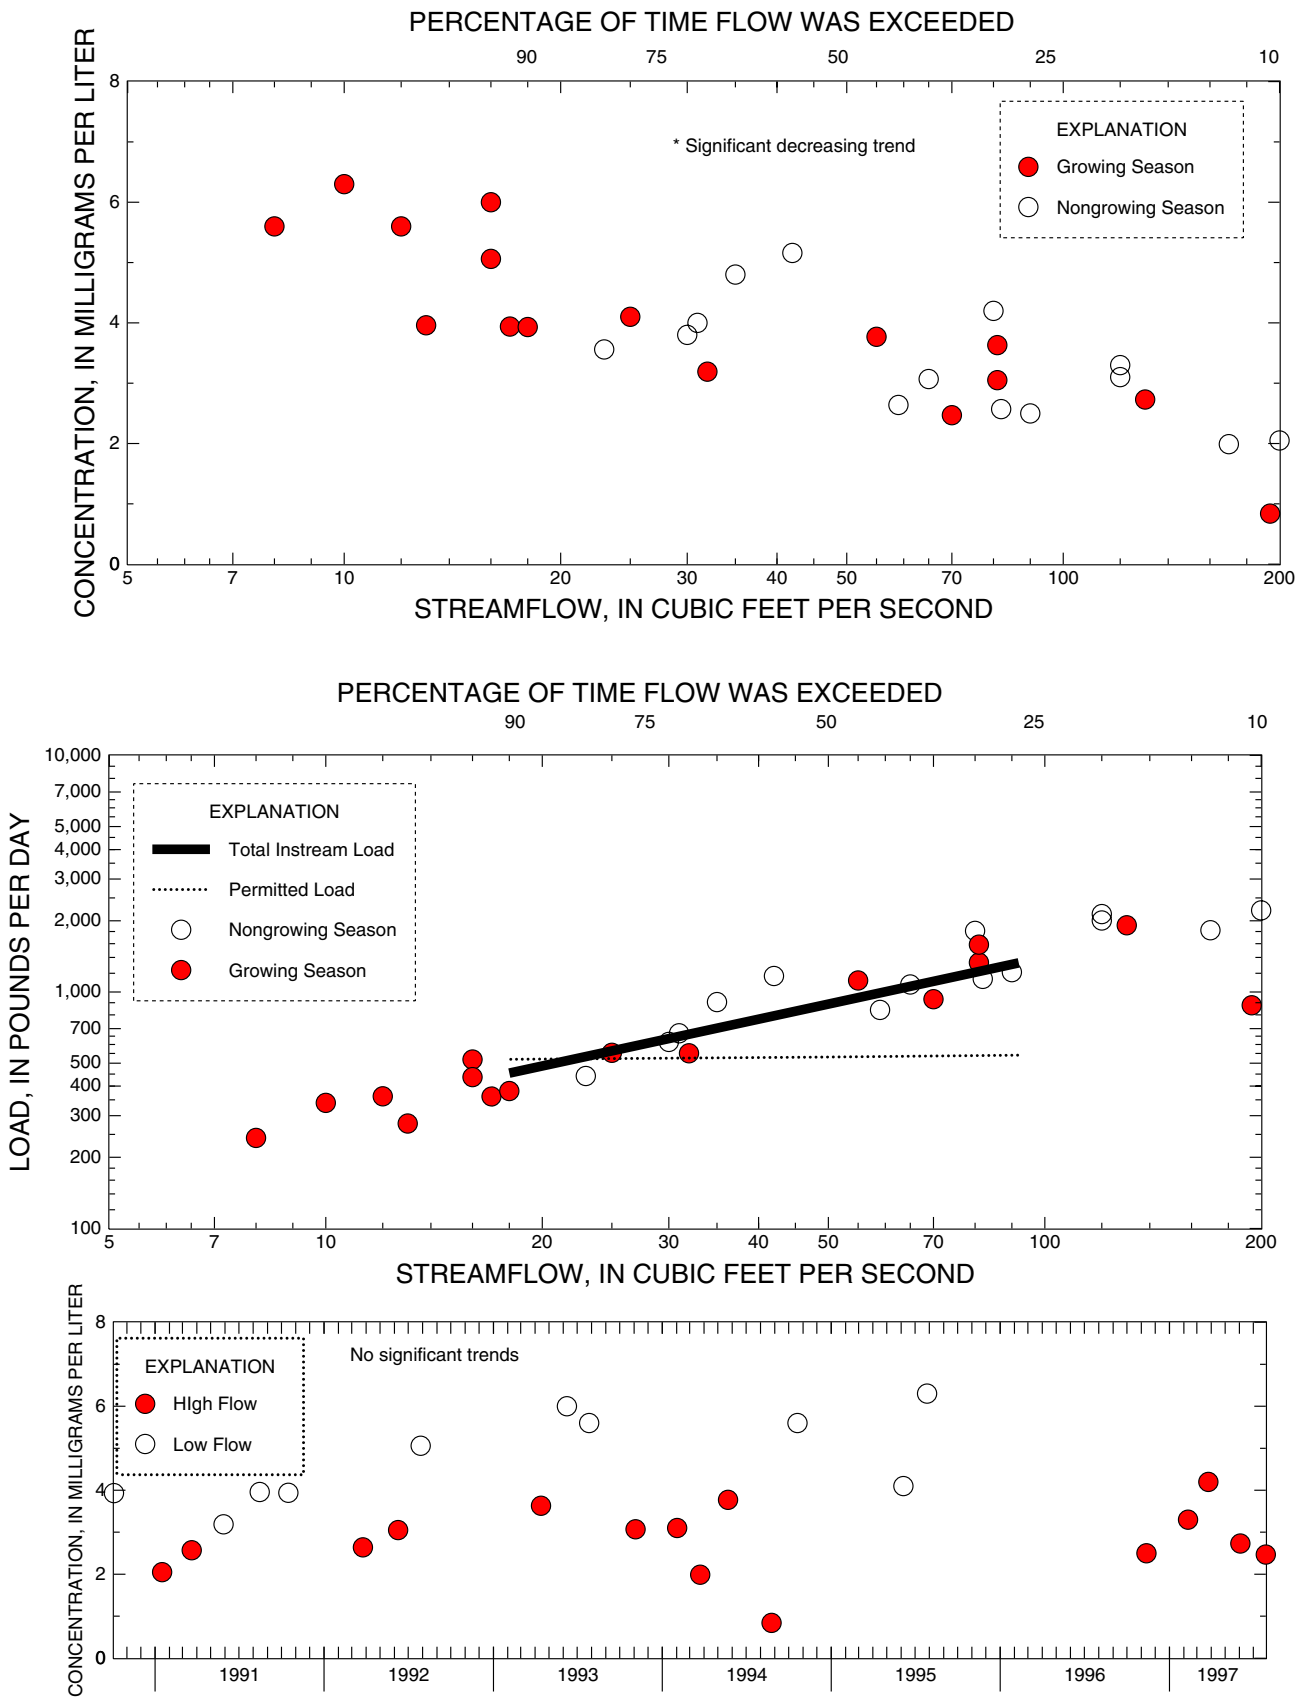 PERCENTAGE OF TIME FLOW WAS EXCEEDED
90 75 50 25 10
CONCENTRATION, IN MILLIGRAMS PER LITER
8
6
4
2
0
* Significant decreasing trend
EXPLANATION
Growing Season
Nongrowing Season
5 7 10 20 30 40 50 70 100 200
STREAMFLOW, IN CUBIC FEET PER SECOND
PERCENTAGE OF TIME FLOW WAS EXCEEDED
90 75 50 25 10
LOAD, IN POUNDS PER DAY
10,000
7,000
5,000
4,000
3,000
2,000
1,000
700
500
400
300
200
100
EXPLANATION
Total Instream Load
Permitted Load
Nongrowing Season
Growing Season
5 7 10 20 30 40 50 70 100 200
STREAMFLOW, IN CUBIC FEET PER SECOND
CONCENTRATION, IN MILLIGRAMS PER LITER
8
6
4
2
0
EXPLANATION
HIgh Flow
Low Flow
No significant trends
1991 1992 1993 1994 1995 1996 1997